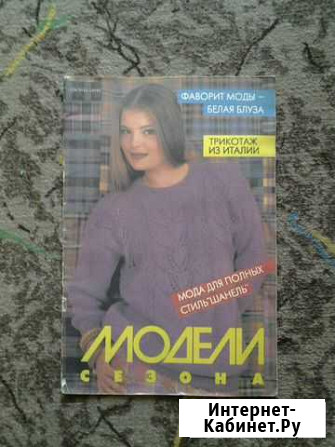 ФАВОРИТ МОДЫ –
БЕЛАЯ БЛУЗА
ТРИКОТАЖ
ИЗ ИТАЛИИ
МОДА ДЛЯ ПОЛНЫХ
СТИЛЬ "ШАНЕЛЬ"
МОДЕЛИ
СЕЗОНА
Интернет-
Кабинет.Ру